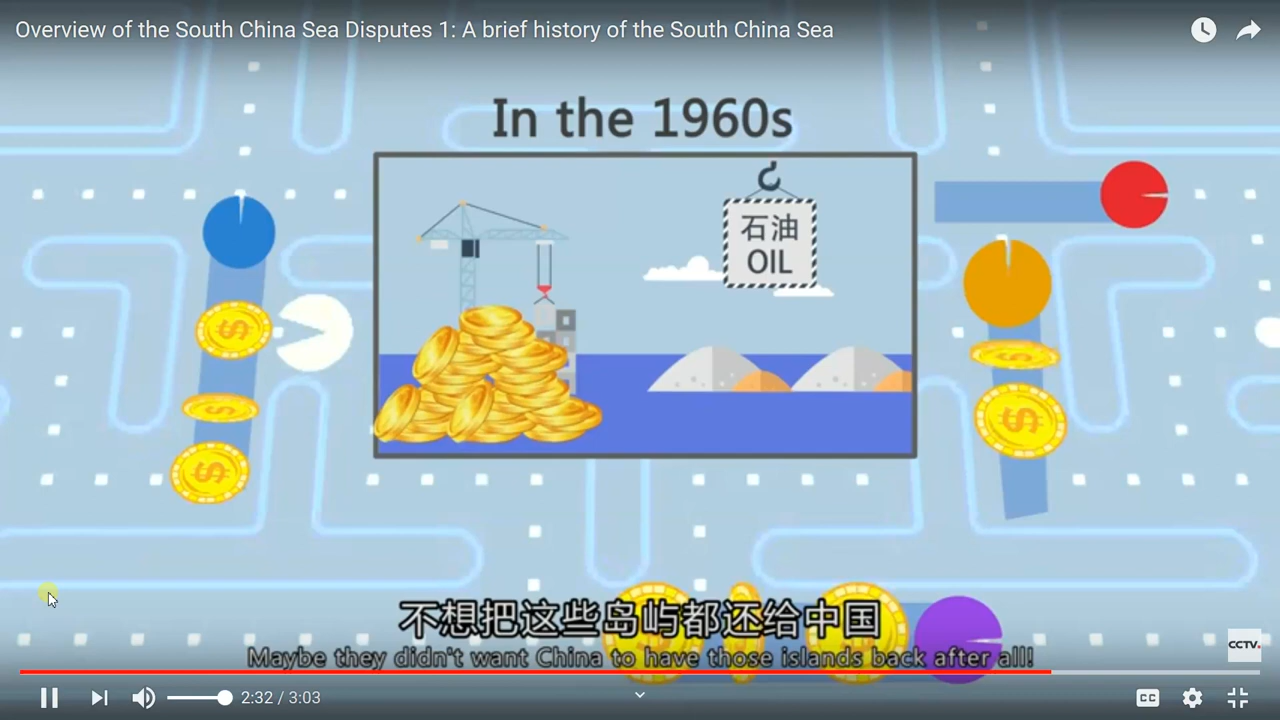 Overview of the South China Sea Disputes 1: A brief history of the South China Sea
In the 1960s
石油
OIL
不想把这些岛屿都还给中国
Maybe they didn't want China to have those islands back after all!
CCTV.
2:32 / 3:03
CC